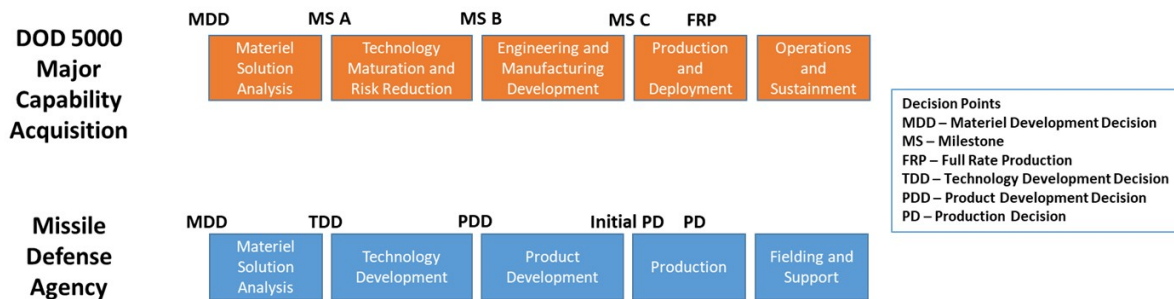 MDD
MS A
MS B
MS C
FRP
DOD 5000
Major
Capability
Acquisition
Materiel
Solution
Analysis
Technology
Maturation and
Risk Reduction
Engineering and
Manufacturing
Development
Production
and
Deployment
Operations
and
Sustainment
Decision Points
MDD – Materiel Development Decision
MS – Milestone
FRP – Full Rate Production
TDD – Technology Development Decision
PDD – Product Development Decision
PD – Production Decision
MDD
TDD
PDD
Initial PD
PD
Missile
Defense
Agency
Materiel
Solution
Analysis
Technology
Development
Product
Development
Production
Fielding and
Support